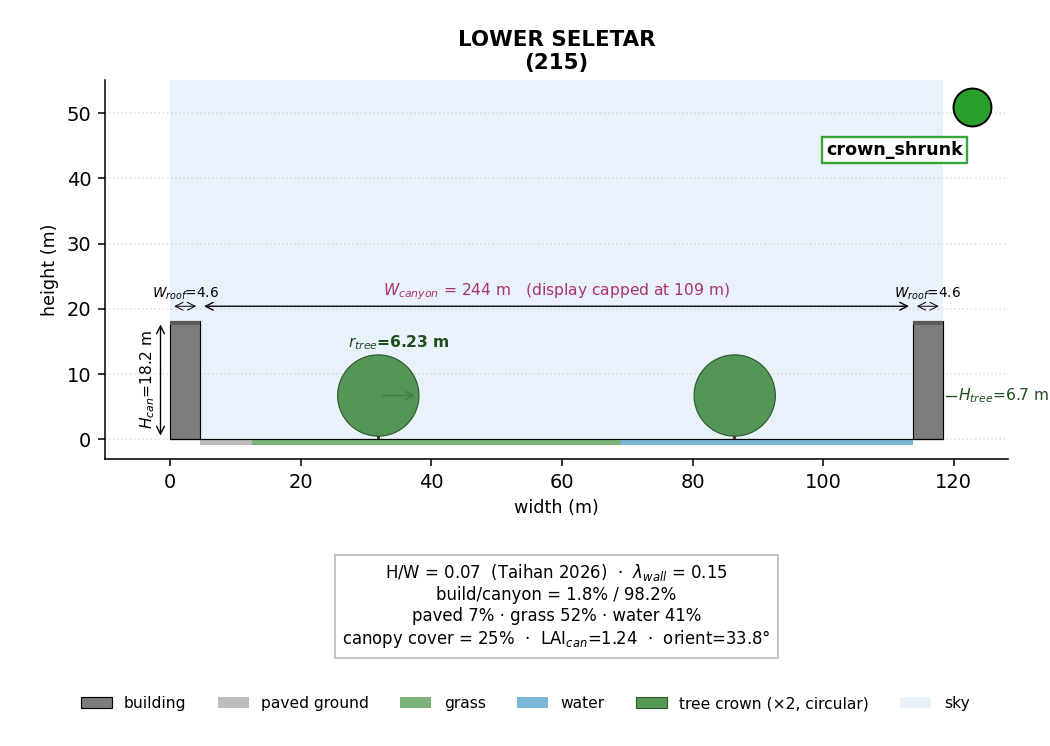 LOWER SELETAR
(215)
50
40
30
20
10
0
height (m)
crown_shrunk
W_roof=4.6
W_canyon = 244 m (display capped at 109 m)
W_roof=4.6
H_can=18.2 m
r_tree=6.23 m
H_tree=6.7 m
0 20 40 60 80 100 120
width (m)
H/W = 0.07 (Taihan 2026) · λ_wall = 0.15
build/canyon = 1.8% / 98.2%
paved 7% · grass 52% · water 41%
canopy cover = 25% · LAI_can=1.24 · orient=33.8°
building paved ground grass water tree crown (×2, circular) sky